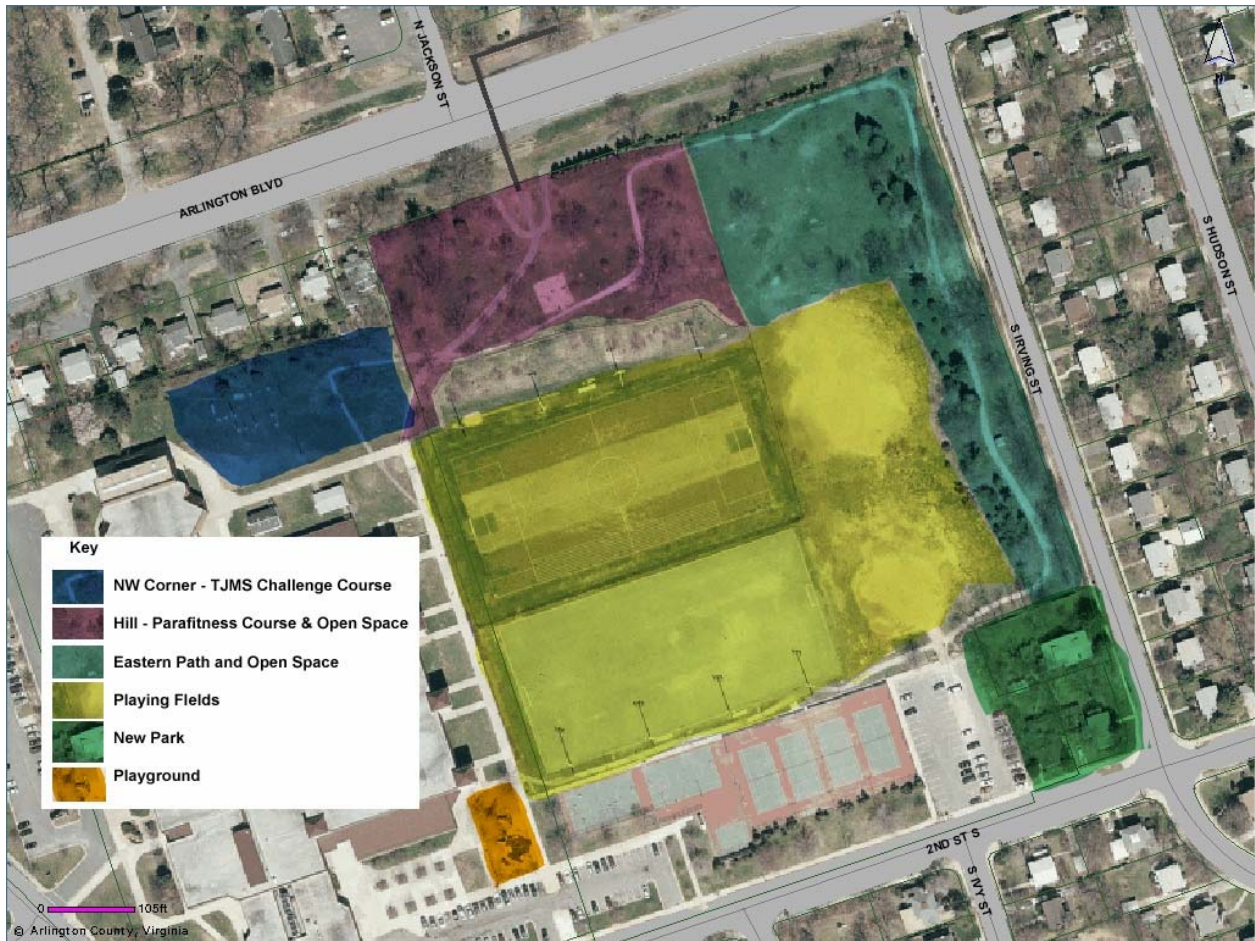 N JACKSON ST
ARLINGTON BLVD
S HUDSON ST
S IRVING ST
Key
NW Corner - TJMS Challenge Course
Hill - Parafitness Course & Open Space
Eastern Path and Open Space
Playing FIelds
New Park
Playground
2ND ST S
S IVY ST
0 105ft
© Arlington County, Virginia